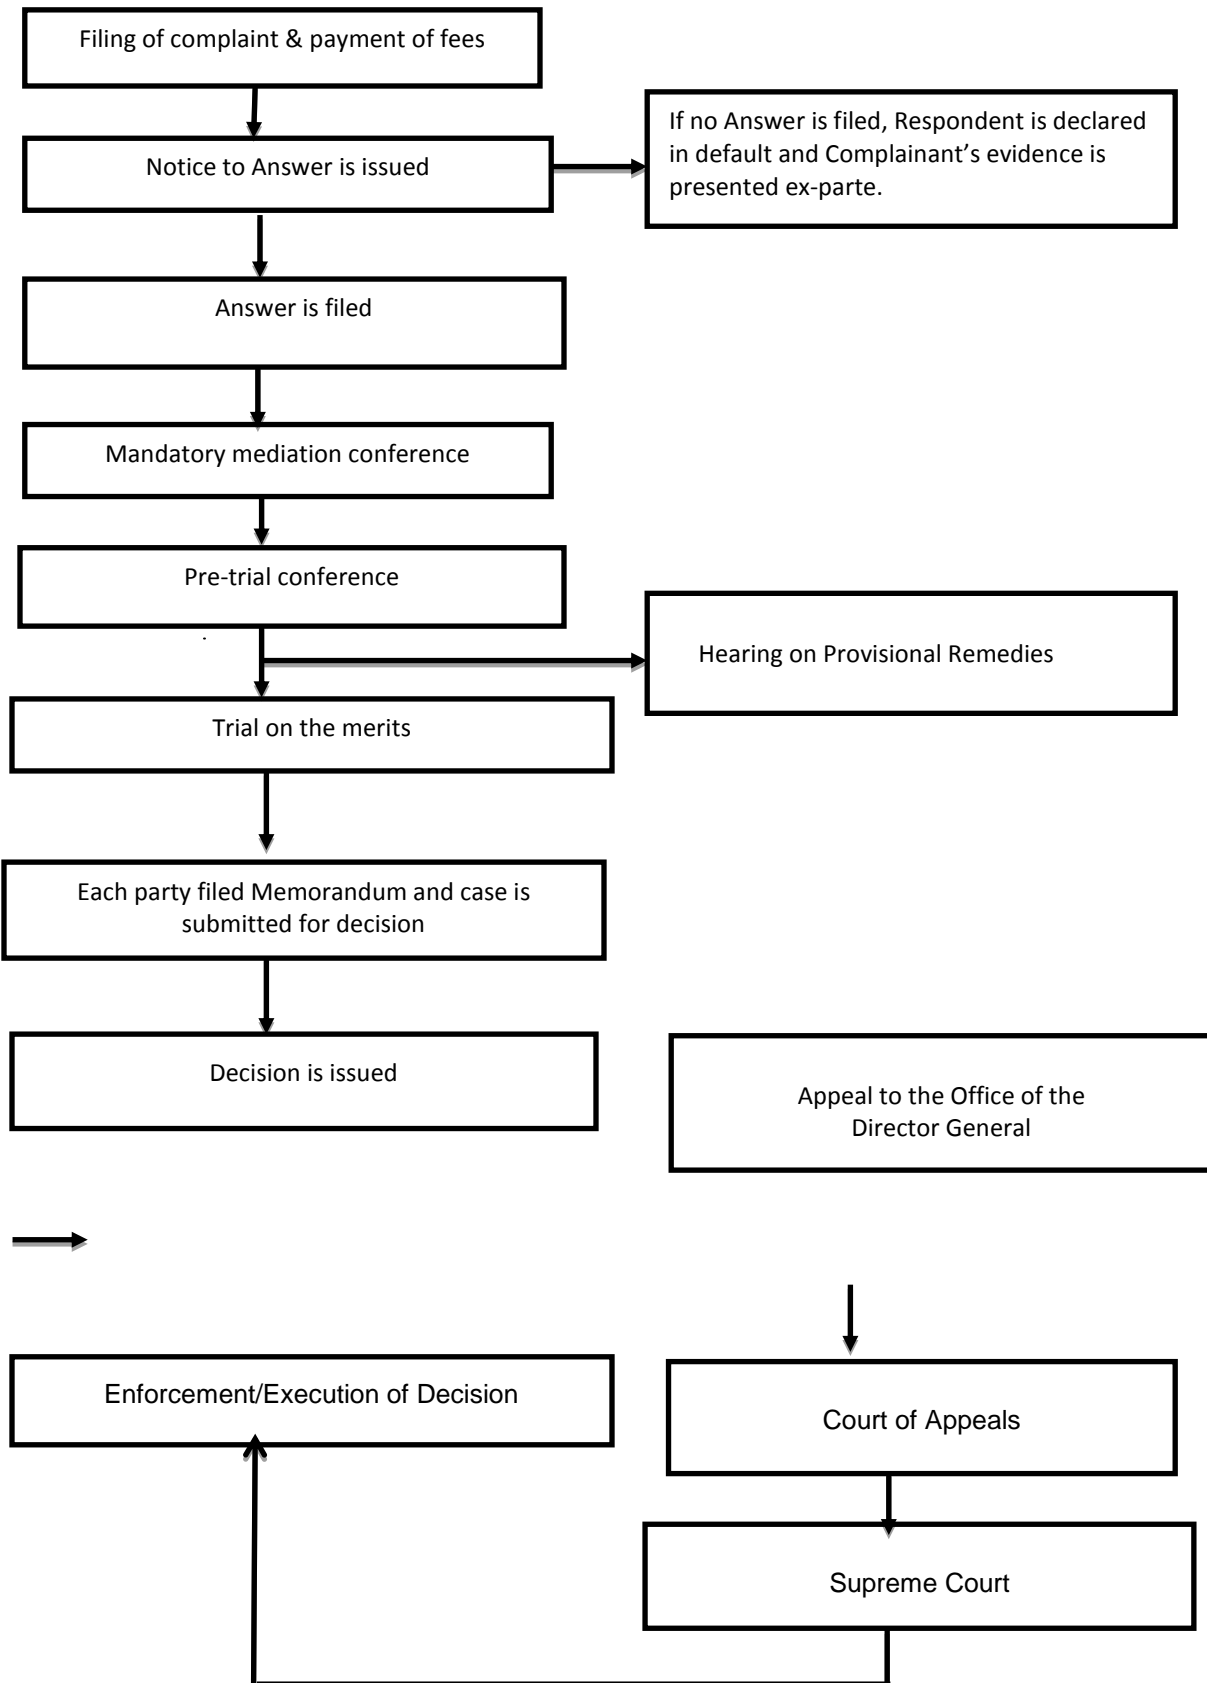 Filing of complaint & payment of fees
Notice to Answer is issued
If no Answer is filed, Respondent is declared
in default and Complainant’s evidence is
presented ex-parte.
Answer is filed
Mandatory mediation conference
Pre-trial conference
Hearing on Provisional Remedies
Trial on the merits
Each party filed Memorandum and case is
submitted for decision
Decision is issued
Appeal to the Office of the
Director General
Enforcement/Execution of Decision
Court of Appeals
Supreme Court